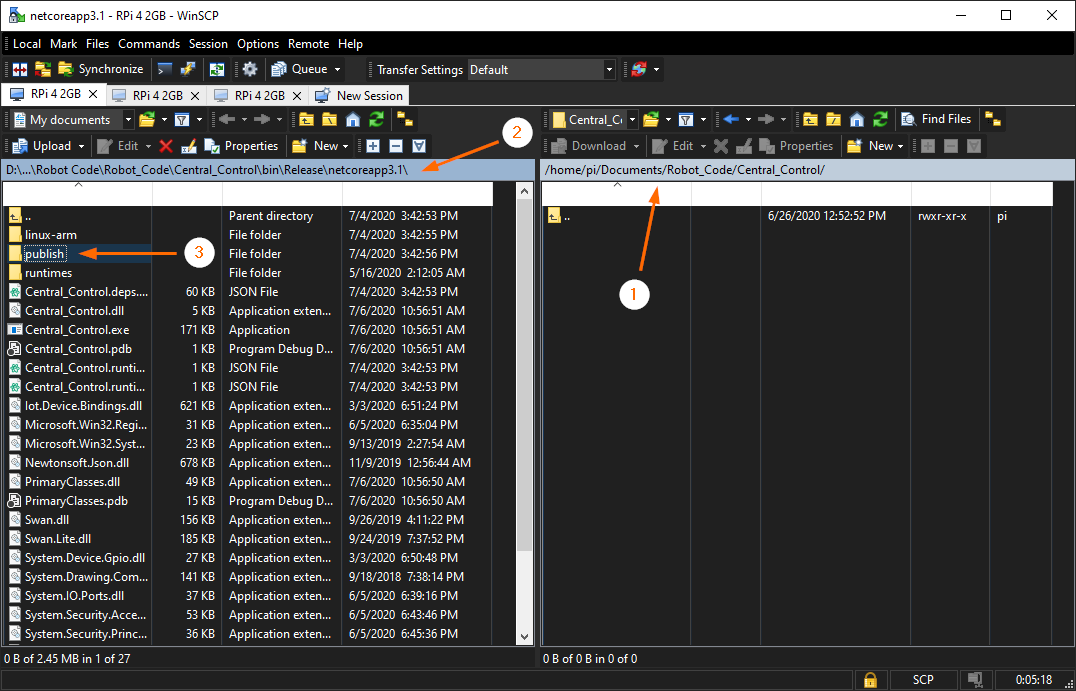 netcoreapp3.1 - RPi 4 2GB - WinSCP
Local Mark Files Commands Session Options Remote Help
Synchronize Queue Transfer Settings Default
RPi 4 2GB RPi 4 2GB RPi 4 2GB New Session
My documents Central_Co Find Files
Upload Edit Properties New Download Edit Properties New
2
D:\...\Robot Code\Robot_Code\Central_Control\bin\Release\netcoreapp3.1\ /home/pi/Documents/Robot_Code/Central_Control/
.. Parent directory 7/4/2020 3:42:53 PM .. 6/26/2020 12:52:52 PM rwxr-xr-x pi
linux-arm File folder 7/4/2020 3:42:55 PM
publish File folder 7/4/2020 3:42:56 PM
3
runtimes File folder 5/16/2020 2:12:05 AM
Central_Control.deps.... 60 KB JSON File 7/4/2020 3:42:53 PM
1
Central_Control.dll 5 KB Application exten... 7/6/2020 10:56:51 AM
Central_Control.exe 171 KB Application 7/6/2020 10:56:51 AM
Central_Control.pdb 1 KB Program Debug D... 7/6/2020 10:56:51 AM
Central_Control.runti... 1 KB JSON File 7/4/2020 3:42:53 PM
Central_Control.runti... 1 KB JSON File 7/4/2020 3:42:53 PM
Iot.Device.Bindings.dll 621 KB Application exten... 3/3/2020 6:51:24 PM
Microsoft.Win32.Regi... 31 KB Application exten... 6/5/2020 6:35:04 PM
Microsoft.Win32.Syst... 23 KB Application exten... 9/13/2019 2:27:54 AM
Newtonsoft.Json.dll 678 KB Application exten... 11/9/2019 12:56:44 AM
PrimaryClasses.dll 49 KB Application exten... 7/6/2020 10:56:50 AM
PrimaryClasses.pdb 15 KB Program Debug D... 7/6/2020 10:56:50 AM
Swan.dll 156 KB Application exten... 9/26/2019 4:11:22 PM
Swan.Lite.dll 185 KB Application exten... 9/24/2019 7:37:52 PM
System.Device.Gpio.dll 27 KB Application exten... 3/3/2020 6:50:48 PM
System.Drawing.Com... 141 KB Application exten... 9/18/2018 7:38:14 PM
System.IO.Ports.dll 37 KB Application exten... 6/5/2020 6:39:16 PM
System.Security.Acce... 53 KB Application exten... 6/5/2020 6:43:46 PM
System.Security.Princ... 36 KB Application exten... 6/5/2020 6:45:36 PM
0 B of 2.45 MB in 1 of 27 0 B of 0 B in 0 of 0
SCP 0:05:18